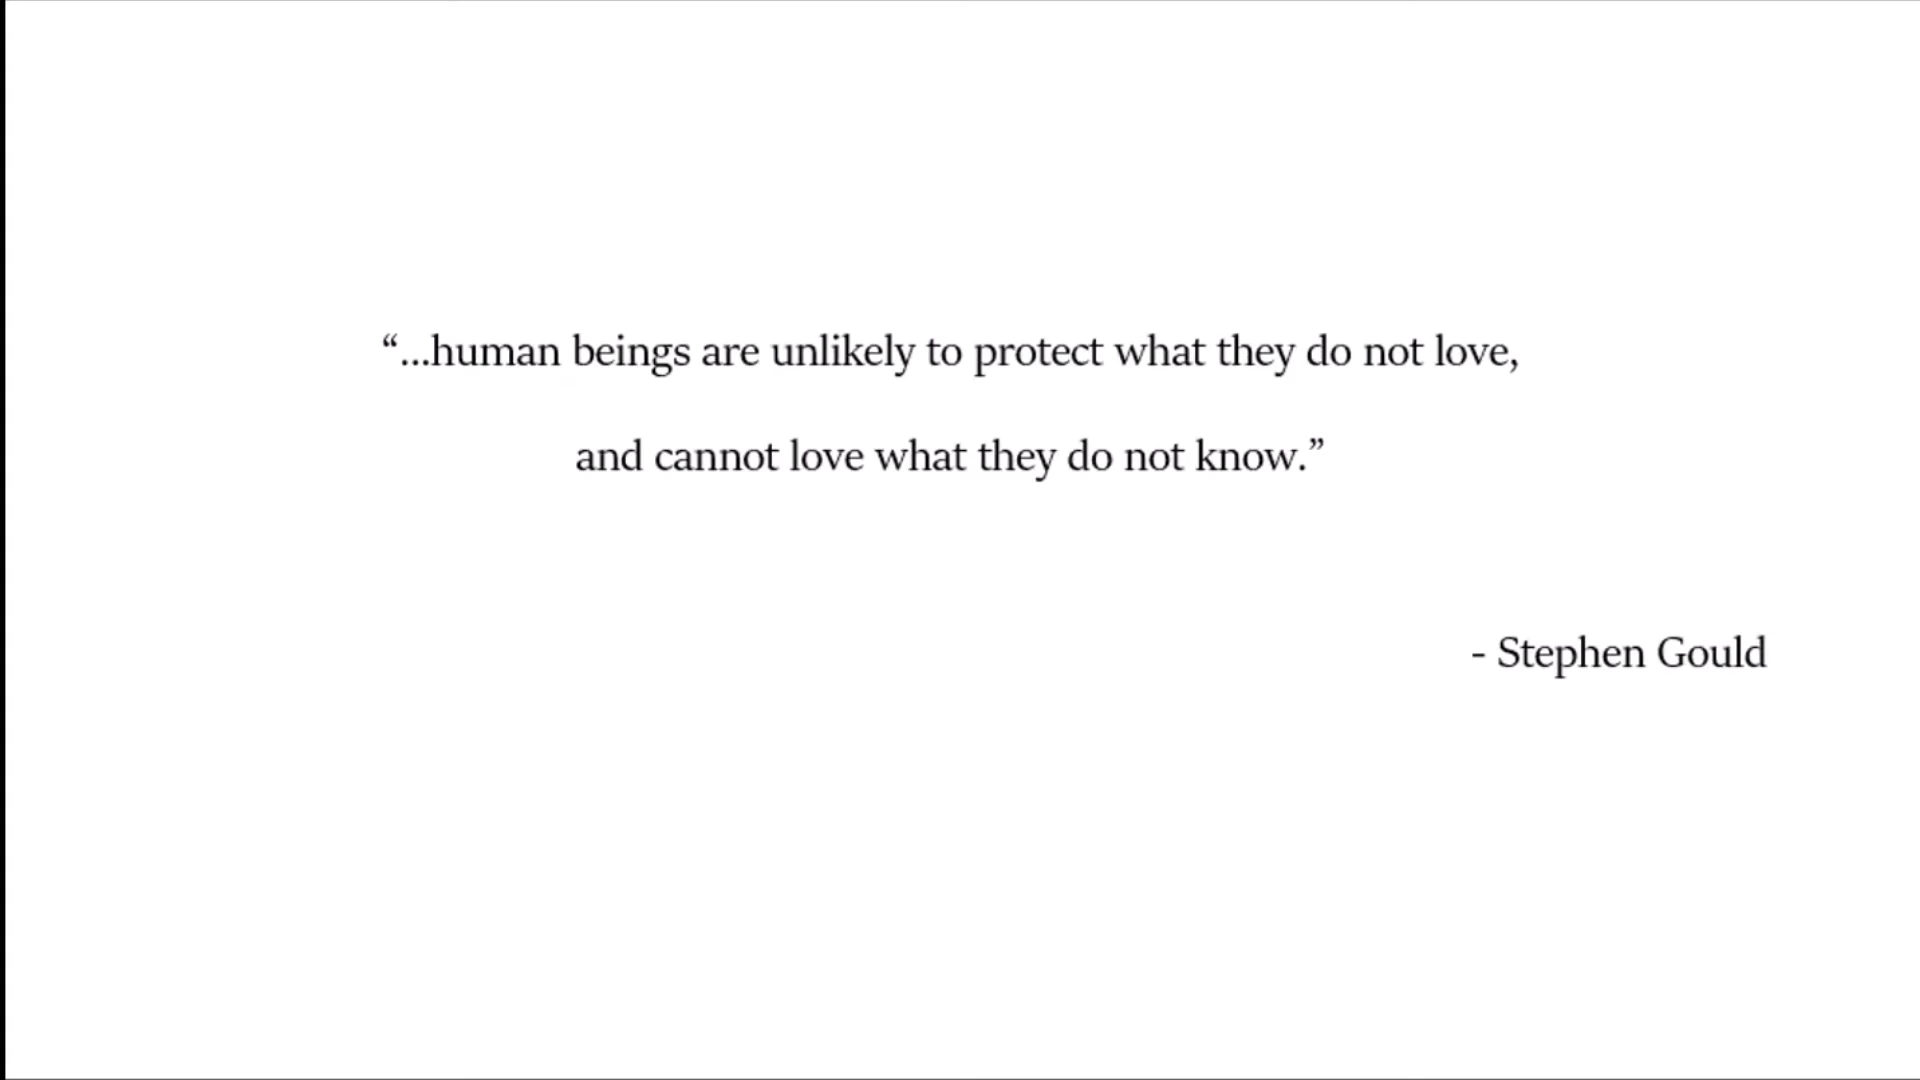 “...human beings are unlikely to protect what they do not love,
and cannot love what they do not know.”
- Stephen Gould